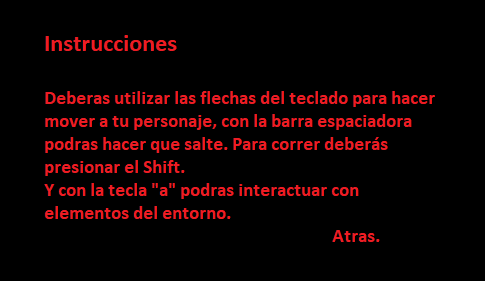 Instrucciones
Deberas utilizar las flechas del teclado para hacer
mover a tu personaje, con la barra espaciadora
podras hacer que salte. Para correr deberás
presionar el Shift.
Y con la tecla "a" podras interactuar con
elementos del entorno.
Atras.